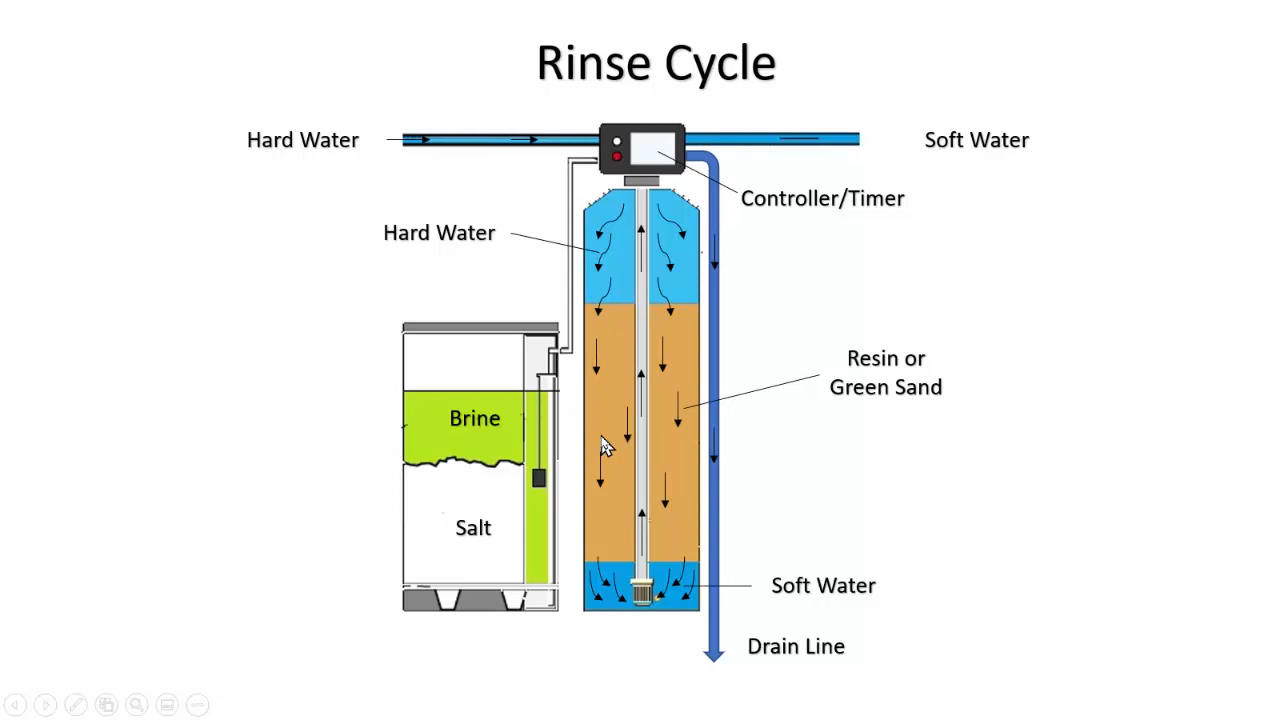 Rinse Cycle
Hard Water
Soft Water
Controller/Timer
Hard Water
Resin or
Green Sand
Brine
Salt
Soft Water
Drain Line